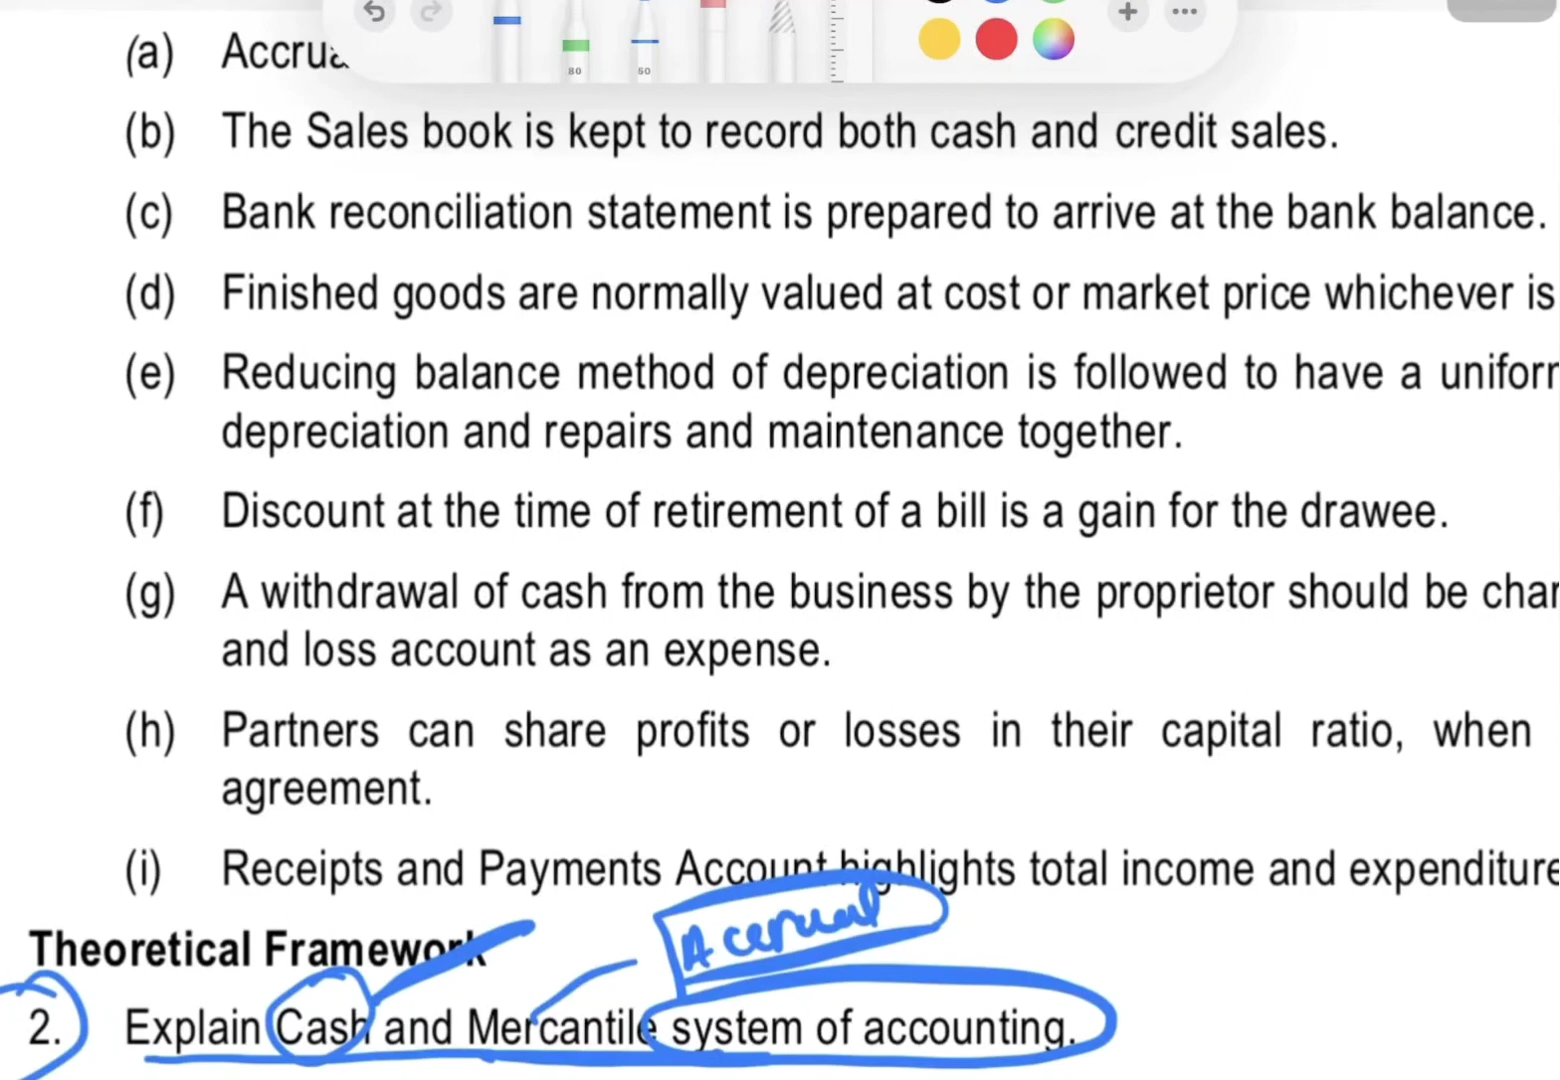 (a) Accrua
80 50
(b) The Sales book is kept to record both cash and credit sales.
(c) Bank reconciliation statement is prepared to arrive at the bank balance.
(d) Finished goods are normally valued at cost or market price whichever is
(e) Reducing balance method of depreciation is followed to have a uniform
depreciation and repairs and maintenance together.
(f) Discount at the time of retirement of a bill is a gain for the drawee.
(g) A withdrawal of cash from the business by the proprietor should be char
and loss account as an expense.
(h) Partners can share profits or losses in their capital ratio, when
agreement.
(i) Receipts and Payments Account highlights total income and expenditure
Theoretical Framework
Accrual
2. Explain Cash and Mercantile system of accounting.